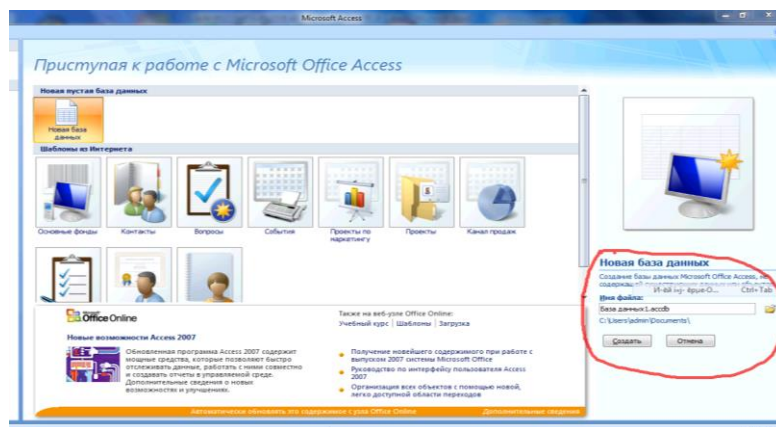 Microsoft Access
Приступая к работе с Microsoft Office Access
Новая пустая база данных
Новая база
данных
Шаблоны из Интернета
Основные фонды
Контакты
Вопросы
События
Проекты по
маркетингу
Проекты
Канал продаж
Microsoft
Office Online
Новые возможности Access 2007
Обновленная программа Access 2007 содержит
мощные средства, которые позволяют быстро
отслеживать данные, работать с ними совместно
и создавать отчеты в управляемой среде.
Дополнительные сведения о новых
возможностях и улучшениях.
Также на веб-узле Office Online:
Учебный курс | Шаблоны | Загрузка
Получение новейшего содержимого при работе с
выпуском 2007 системы Microsoft Office
Руководство по интерфейсу пользователя Access
2007
Организация всех объектов с помощью новой,
легко доступной области переходов
Автоматически обновлять это содержимое с узла Office Online
Дополнительные сведения
Новая база данных
Создание базы данных Microsoft Office Access, не
содержащей
Ctrl+Tab
Имя файла:
База данных1.accdb
C:\Users\admin\Documents\
Создать
Отмена